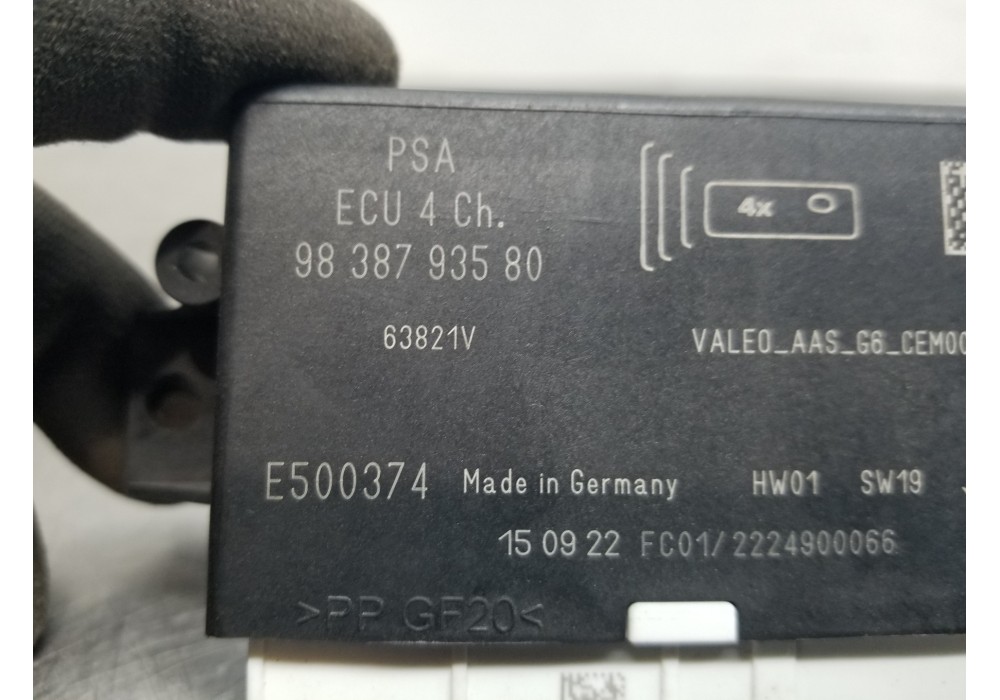 PSA
ECU 4 Ch.
98 387 935 80
4x
63821V
VALEO_AAS_G6_CEM00
E500374 Made in Germany HW01 SW19
15 09 22 FC01/2224900066
>PP GF20<